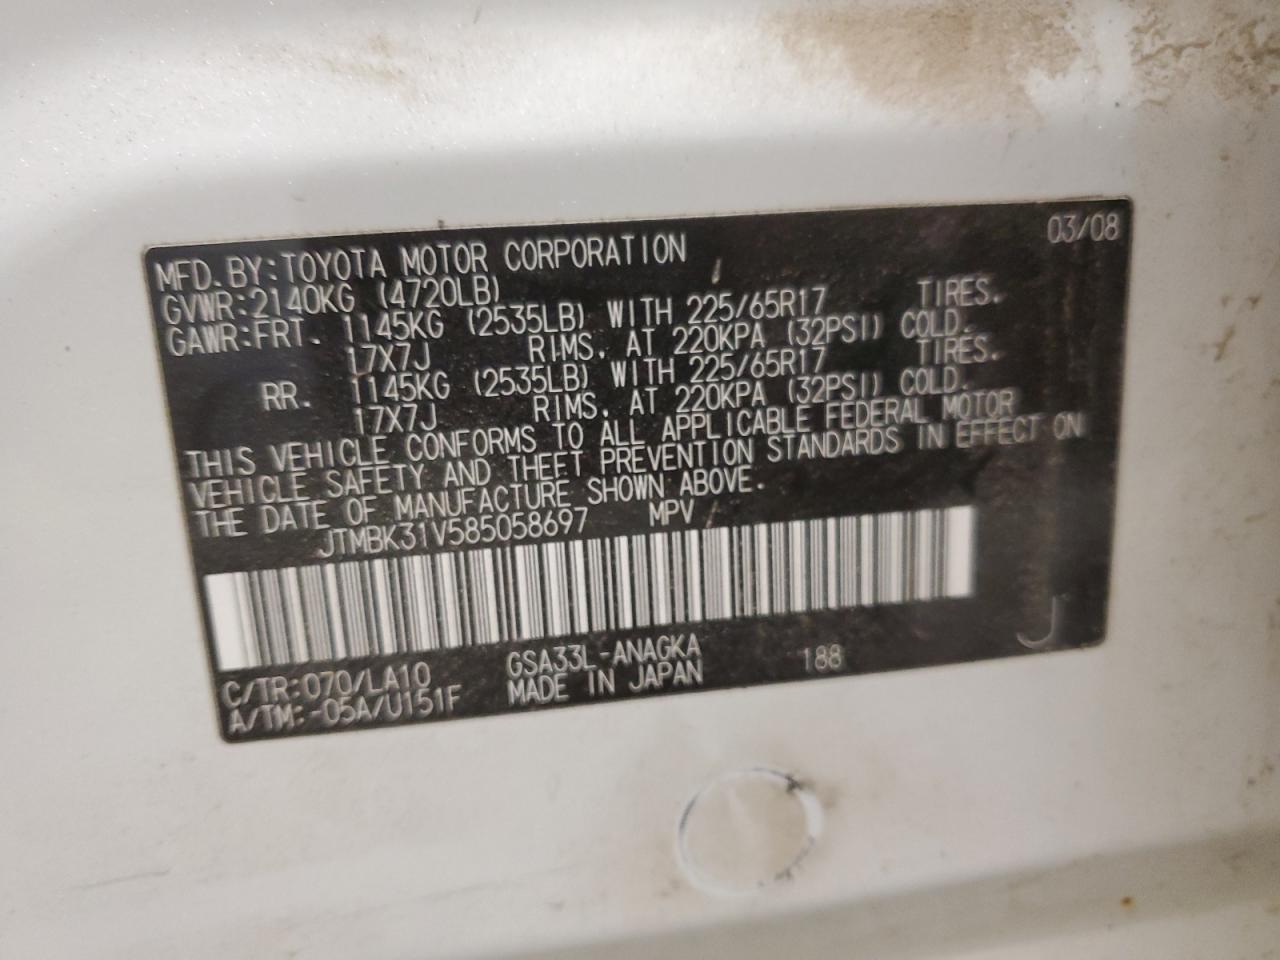 03/08
MFD. BY:TOYOTA MOTOR CORPORATION
GVWR:2140KG (4720LB)
GAWR:FRT. 1145KG (2535LB) WITH 225/65R17 TIRES.
17X7J RIMS. AT 220KPA (32PSI) COLD.
RR. 1145KG (2535LB) WITH 225/65R17 TIRES.
17X7J RIMS. AT 220KPA (32PSI) COLD.
THIS VEHICLE CONFORMS TO ALL APPLICABLE FEDERAL MOTOR
VEHICLE SAFETY AND THEFT PREVENTION STANDARDS IN EFFECT ON
THE DATE OF MANUFACTURE SHOWN ABOVE.
JTMBK31V585058697 MPV
C/TR:070/LA10 GSA33L-ANAGKA 188 J
A/TM:-05A/U151F MADE IN JAPAN